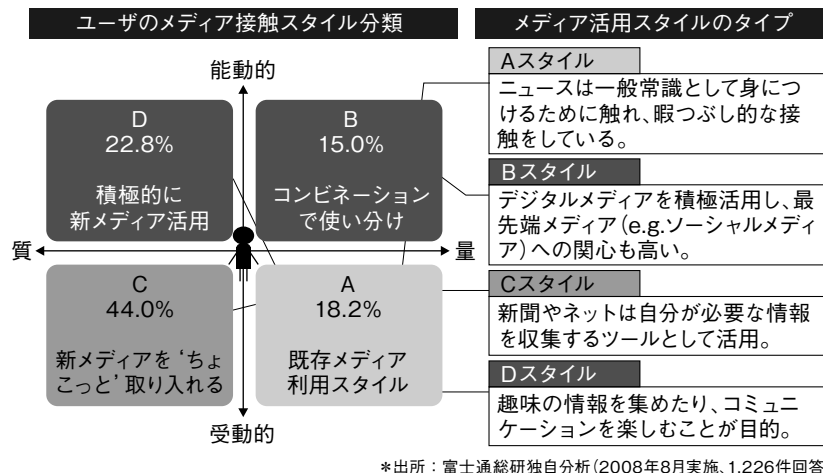 ユーザのメディア接触スタイル分類
能動的
D
22.8%
積極的に
新メディア活用
B
15.0%
コンビネーション
で使い分け
質
量
C
44.0%
新メディアを‘ちょ
こっと’取り入れる
A
18.2%
既存メディア
利用スタイル
受動的
メディア活用スタイルのタイプ
Aスタイル
ニュースは一般常識として身につ
けるために触れ、暇つぶし的な接
触をしている。
Bスタイル
デジタルメディアを積極活用し、最
先端メディア(e.g.ソーシャルメディ
ア)への関心も高い。
Cスタイル
新聞やネットは自分が必要な情報
を収集するツールとして活用。
Dスタイル
趣味の情報を集めたり、コミュニ
ケーションを楽しむことが目的。
*出所：富士通総研独自分析(2008年8月実施、1,226件回答